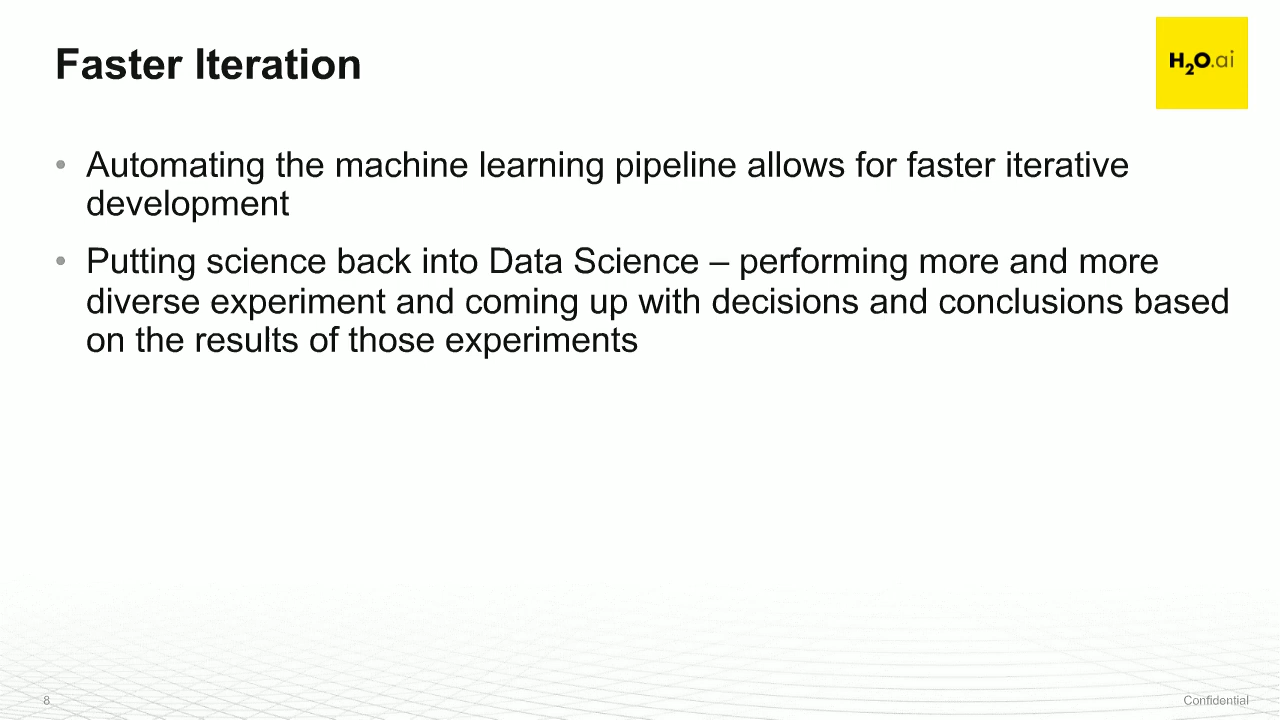 Faster Iteration
H2O.ai
• Automating the machine learning pipeline allows for faster iterative
development
• Putting science back into Data Science – performing more and more
diverse experiment and coming up with decisions and conclusions based
on the results of those experiments
8
Confidential